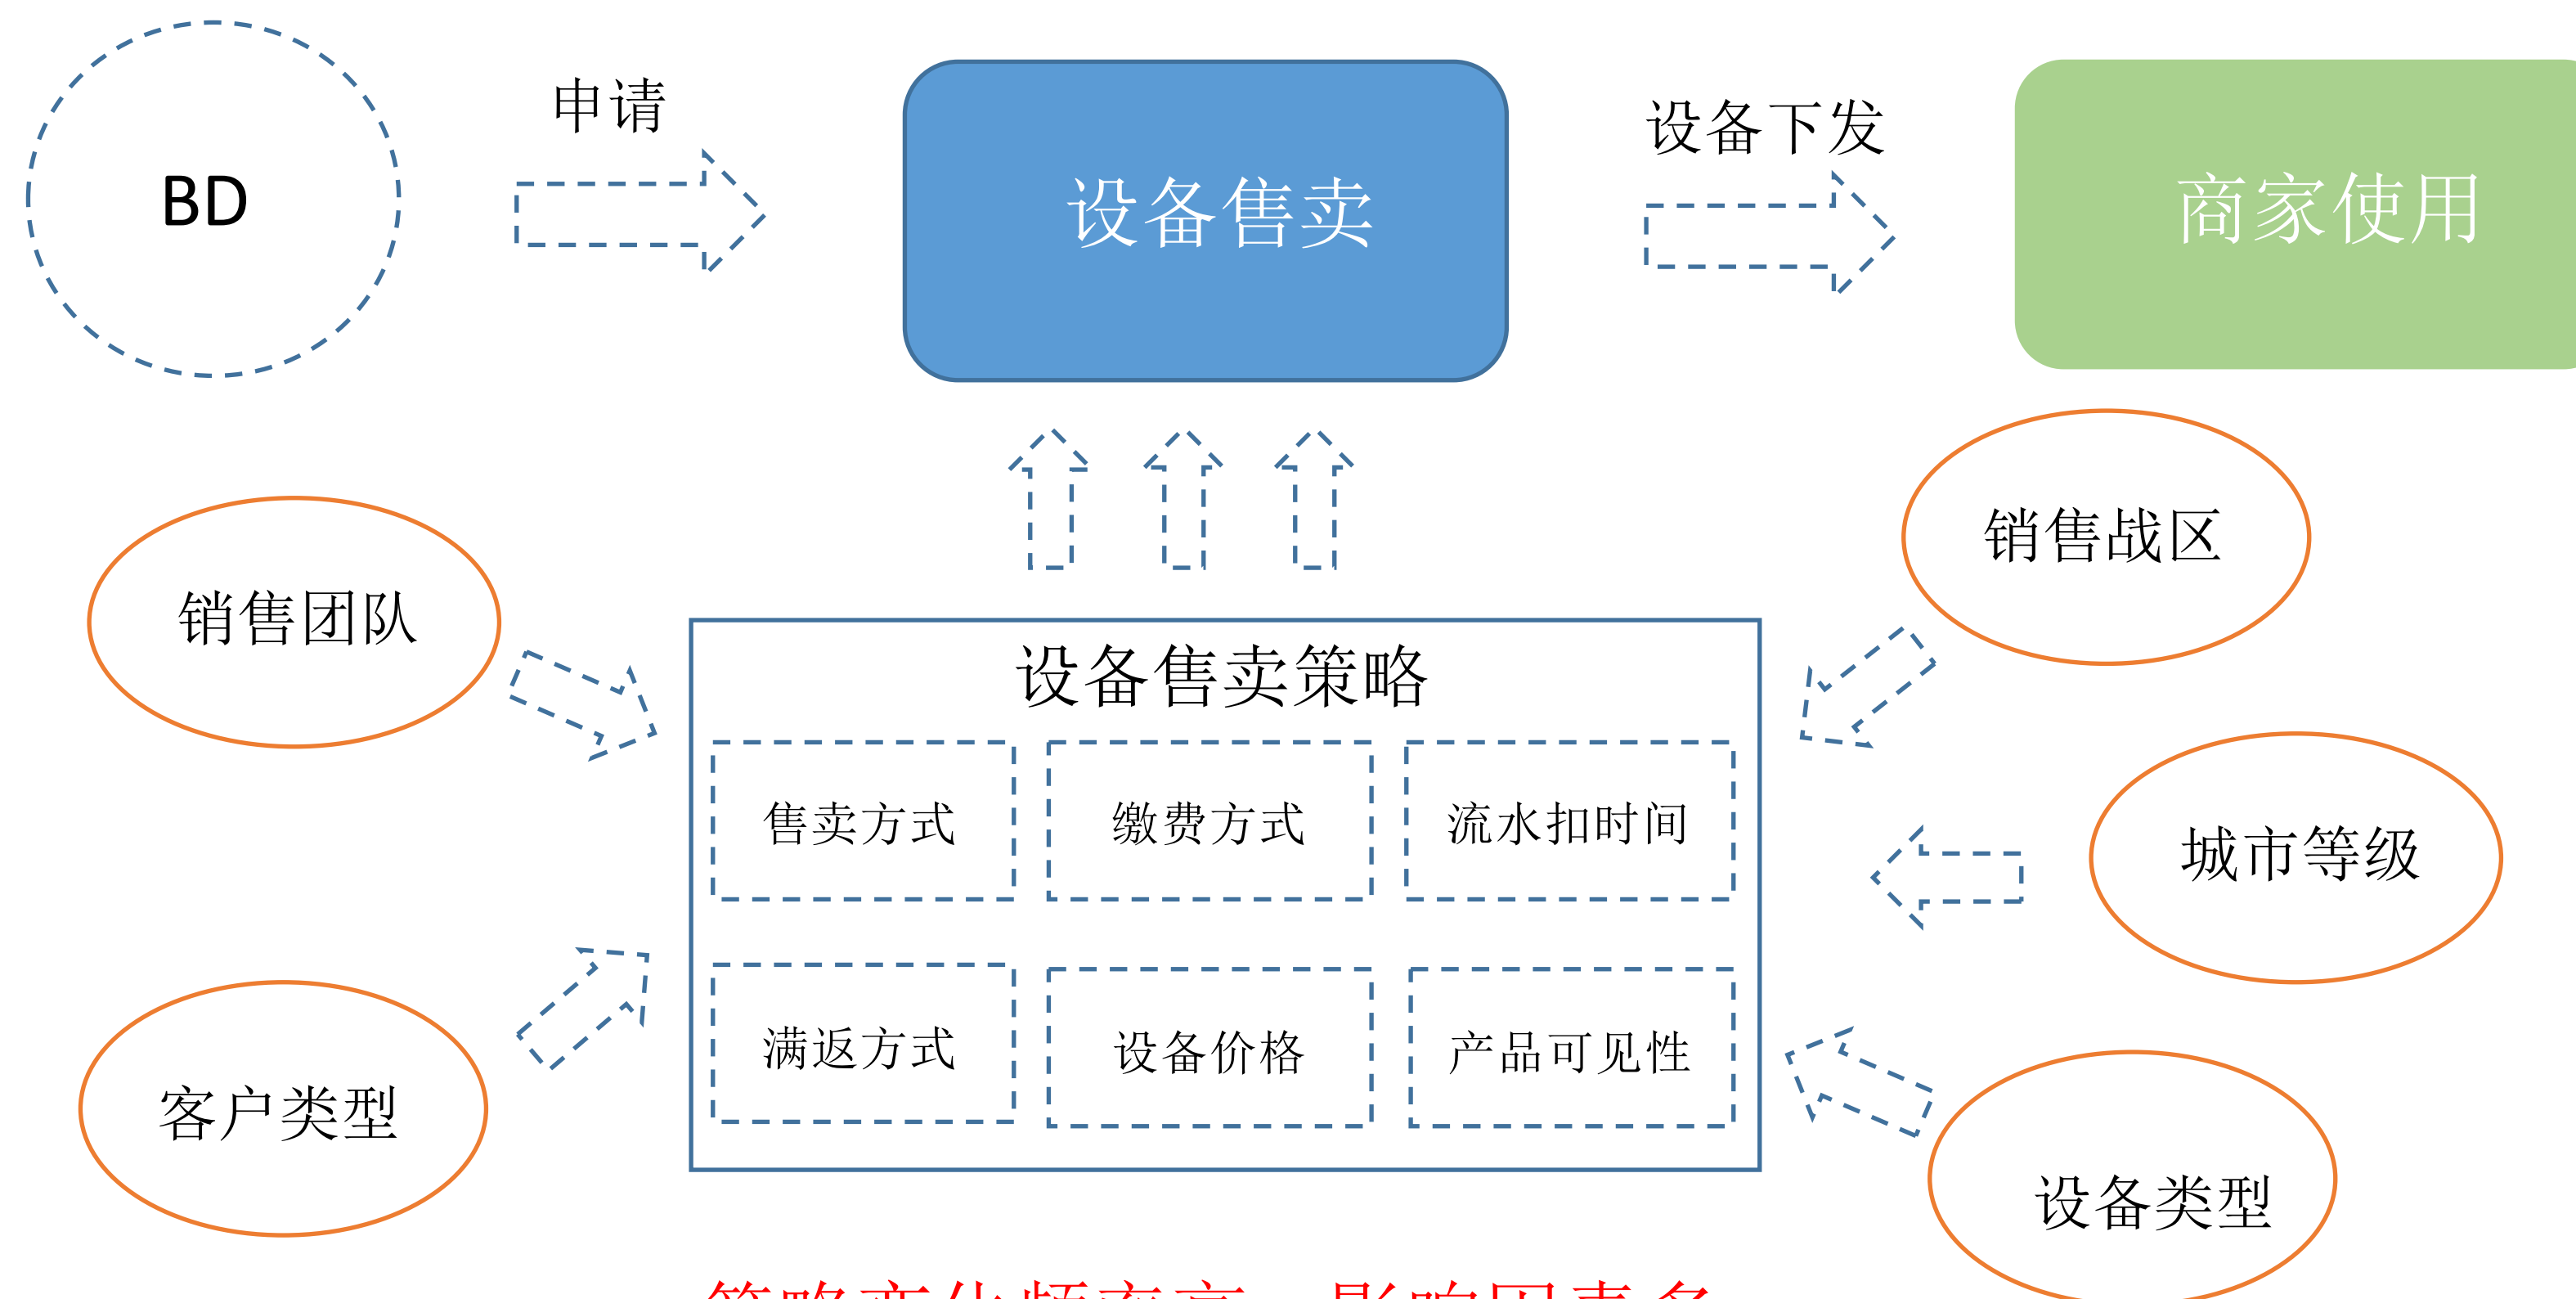 BD
申请
设备售卖
设备下发
商家使用
销售团队
销售战区
设备售卖策略
售卖方式
缴费方式
流水扣时间
城市等级
满返方式
设备价格
产品可见性
客户类型
设备类型